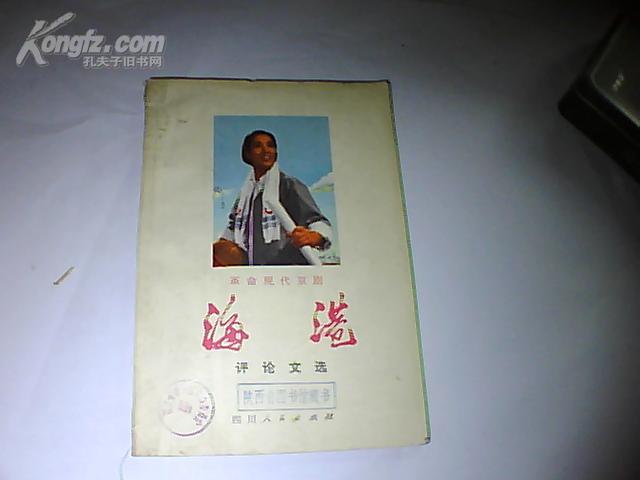 Kongfz.com
孔夫子旧书网
革命现代京剧
海港
评论文选
陕西省图书馆藏书
四川人民出版社